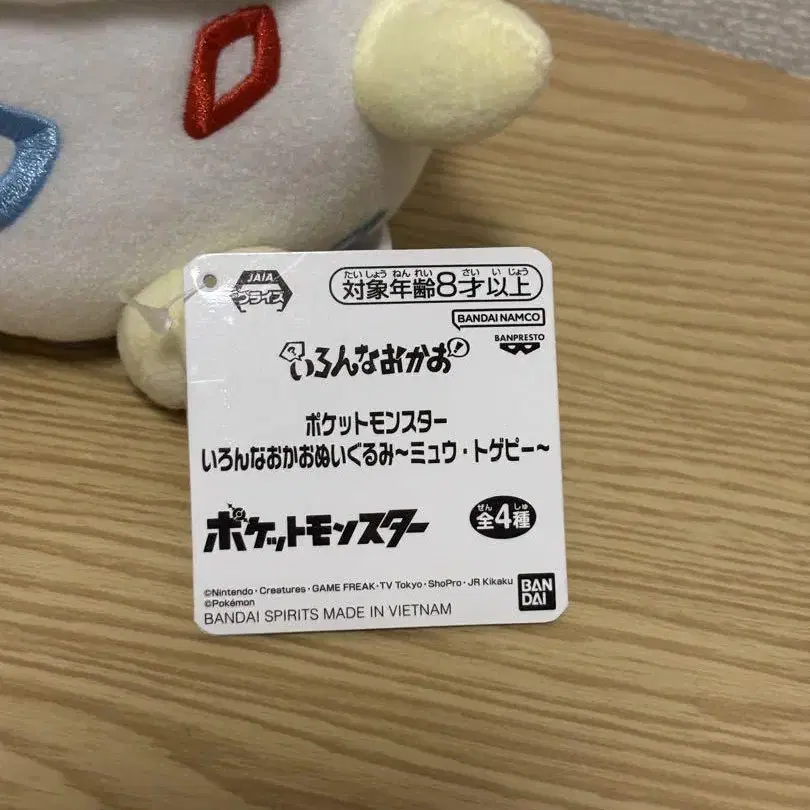 JAIA
プライズ
たいしょうねんれい さいいじょう
対象年齢8才以上
BANDAI NAMCO
BANPRESTO
いろんなおかお
ポケットモンスター
いろんなおかおぬいぐるみ～ミュウ・トゲピー～
ポケットモンスター
ぜん しゅ
全4種
©Nintendo・Creatures・GAME FREAK・TV Tokyo・ShoPro・JR Kikaku
©Pokémon
BANDAI SPIRITS MADE IN VIETNAM
BAN
DAI